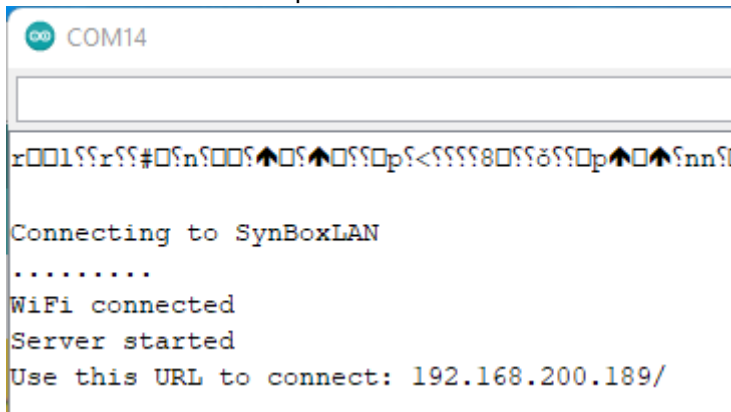 COM14
Connecting to SynBoxLAN
.........
WiFi connected
Server started
Use this URL to connect: 192.168.200.189/